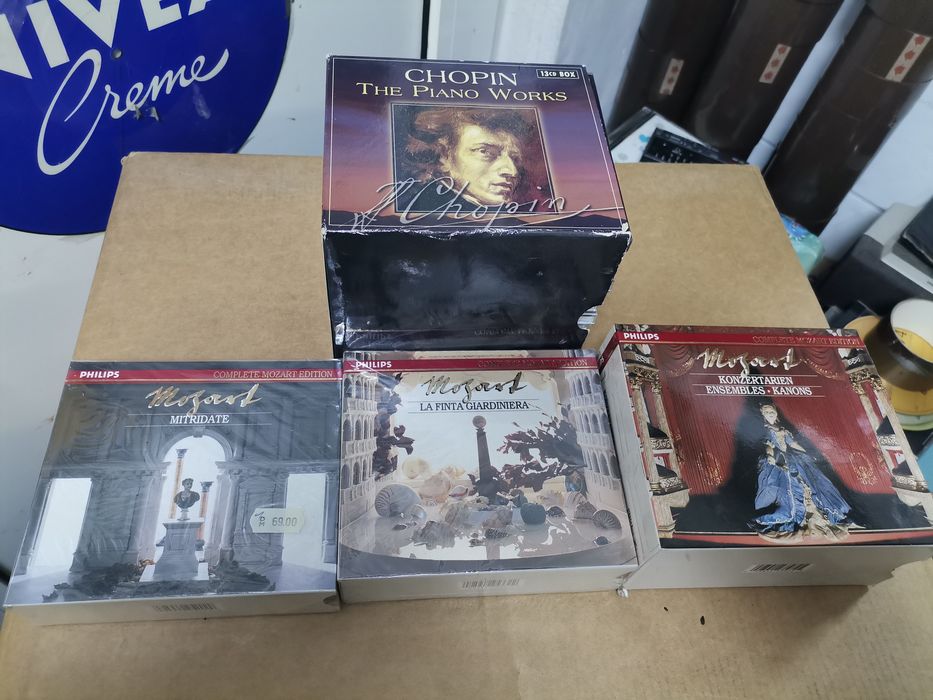 NIVEA
Creme
CHOPIN
THE PIANO WORKS
13CD BOX
Chopin
PHILIPS
COMPLETE MOZART EDITION
Mozart
MITRIDATE
69.00
PHILIPS
Mozart
LA FINTA GIARDINIERA
PHILIPS
COMPLETE MOZART EDITION
Mozart
KONZERTARIEN
ENSEMBLES · KANONS